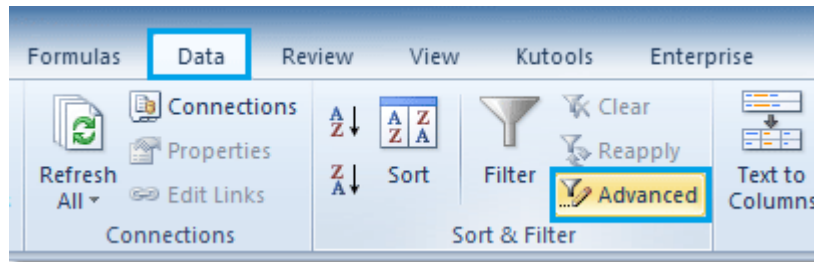 Formulas Data Review View Kutools Enterprise
Connections
Properties
Edit Links
Refresh
All
A
Z
Z
A
A Z
Z A
Sort
Filter
Clear
Reapply
Advanced
Text to
Columns
Connections
Sort & Filter